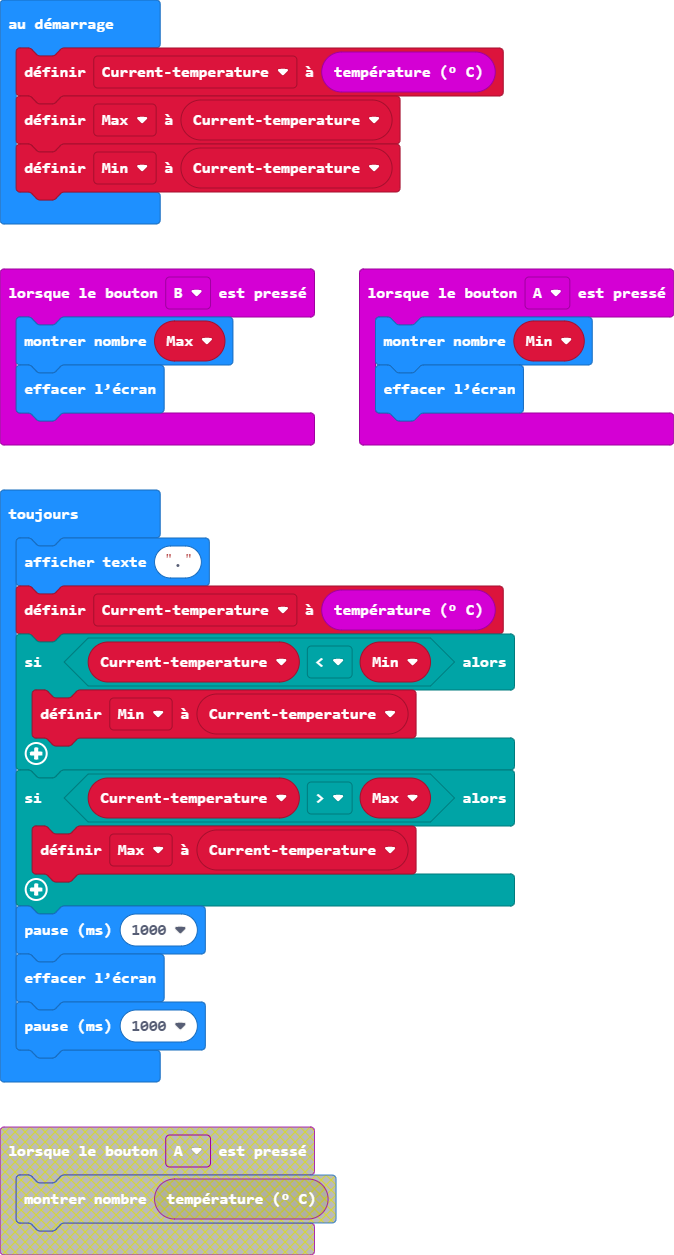 au démarrage
définir Current-temperature à température (º C)
définir Max à Current-temperature
définir Min à Current-temperature
lorsque le bouton B est pressé
montrer nombre Max
effacer l’écran
lorsque le bouton A est pressé
montrer nombre Min
effacer l’écran
toujours
afficher texte "."
définir Current-temperature à température (º C)
si Current-temperature < Min alors
définir Min à Current-temperature
si Current-temperature > Max alors
définir Max à Current-temperature
pause (ms) 1000
effacer l’écran
pause (ms) 1000
lorsque le bouton A est pressé
montrer nombre température (º C)